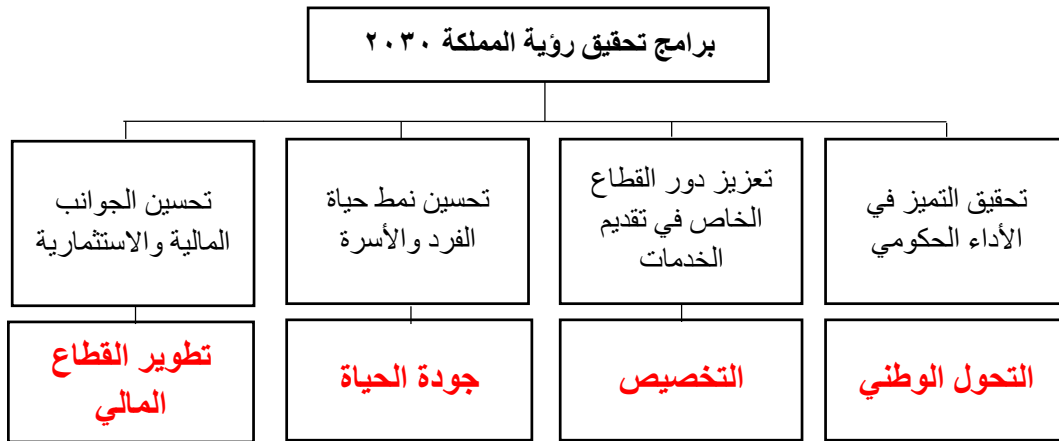 برامج تحقيق رؤية المملكة ٢٠٣٠
تحقيق التميز في
الأداء الحكومي
تعزيز دور القطاع
الخاص في تقديم
الخدمات
تحسين نمط حياة
الفرد والأسرة
تحسين الجوانب
المالية والاستثمارية
التحول الوطني
التخصيص
جودة الحياة
تطوير القطاع
المالي